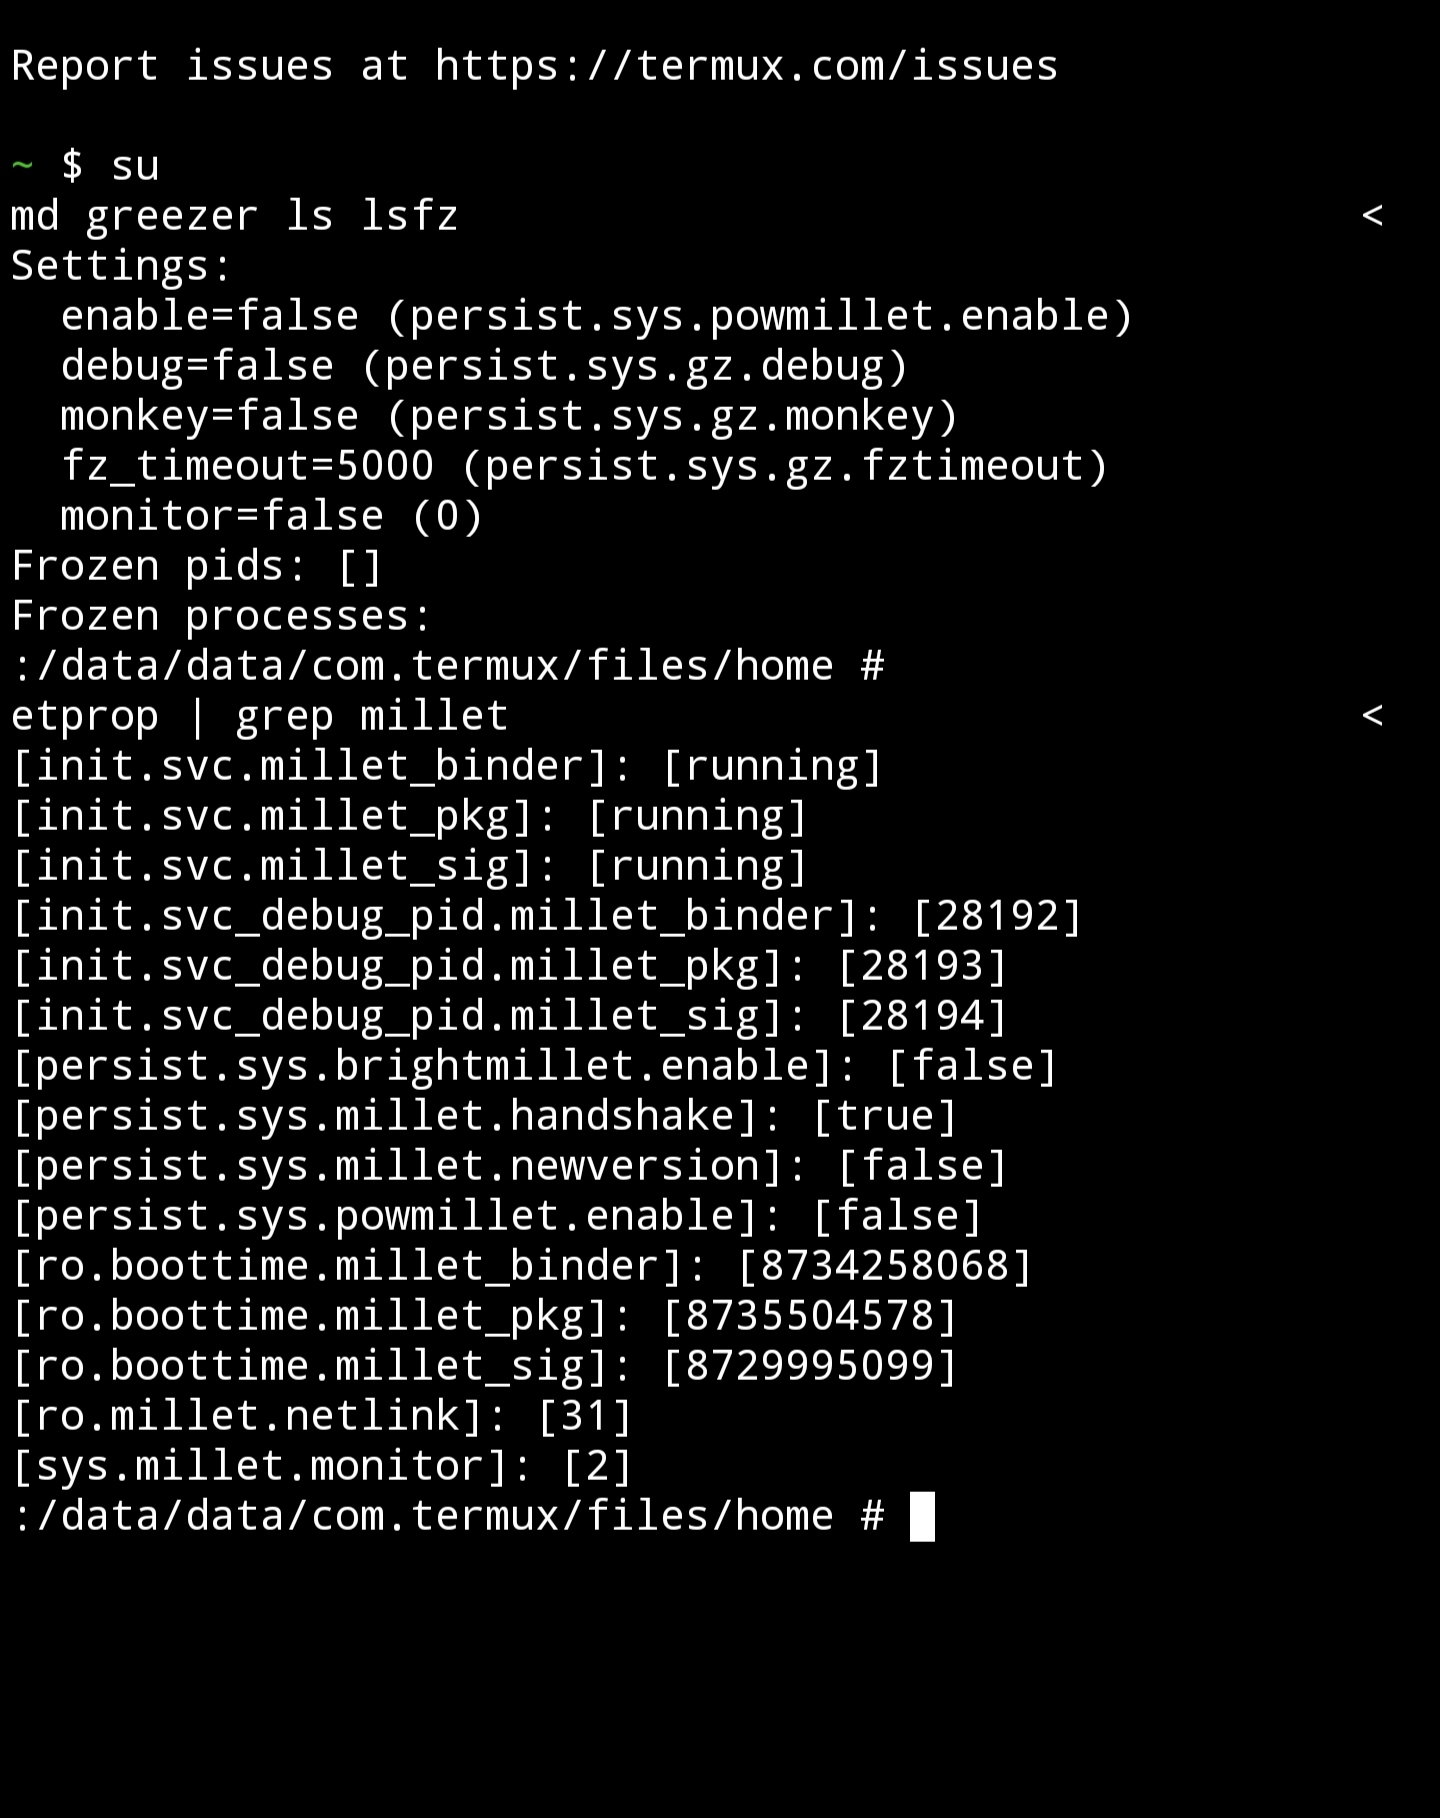 Report issues at https://termux.com/issues
~ $ su
md greezer ls lsfz <
Settings:
enable=false (persist.sys.powmillet.enable)
debug=false (persist.sys.gz.debug)
monkey=false (persist.sys.gz.monkey)
fz_timeout=5000 (persist.sys.gz.fztimeout)
monitor=false (0)
Frozen pids: []
Frozen processes:
:/data/data/com.termux/files/home #
etprop | grep millet <
[init.svc.millet_binder]: [running]
[init.svc.millet_pkg]: [running]
[init.svc.millet_sig]: [running]
[init.svc_debug_pid.millet_binder]: [28192]
[init.svc_debug_pid.millet_pkg]: [28193]
[init.svc_debug_pid.millet_sig]: [28194]
[persist.sys.brightmillet.enable]: [false]
[persist.sys.millet.handshake]: [true]
[persist.sys.millet.newversion]: [false]
[persist.sys.powmillet.enable]: [false]
[ro.boottime.millet_binder]: [8734258068]
[ro.boottime.millet_pkg]: [8735504578]
[ro.boottime.millet_sig]: [8729995099]
[ro.millet.netlink]: [31]
[sys.millet.monitor]: [2]
:/data/data/com.termux/files/home #